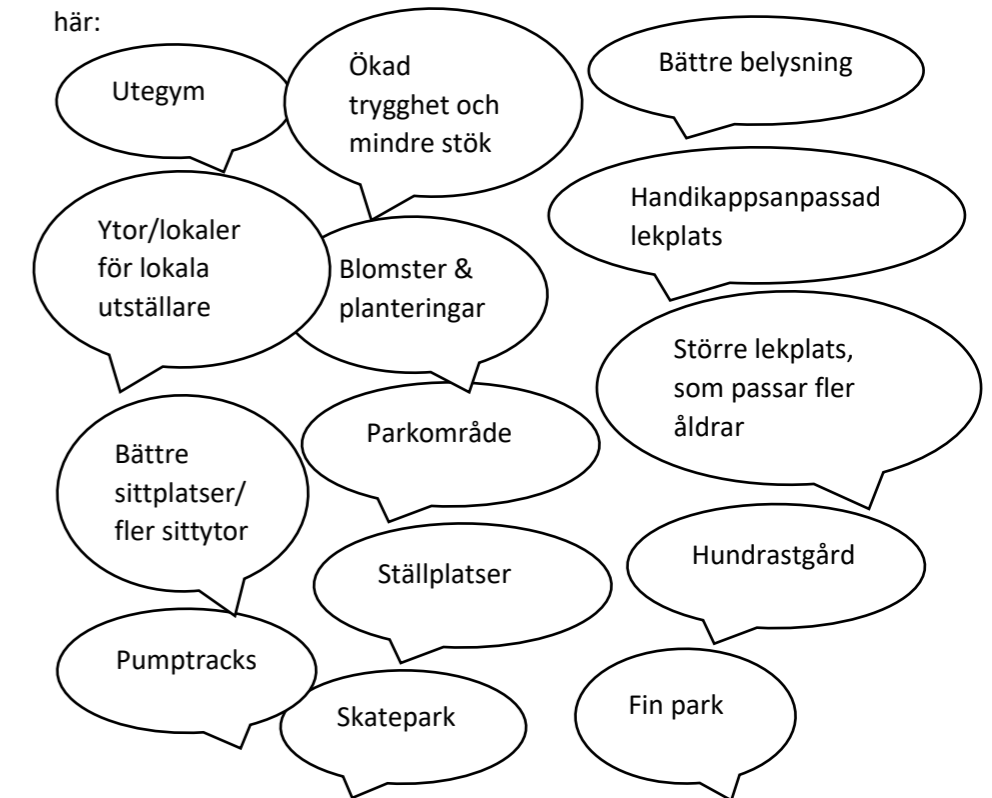 här:
Utegym
Ökad
trygghet och
mindre stök
Bättre belysning
Handikappsanpassad
lekplats
Ytor/lokaler
för lokala
utställare
Blomster &
planteringar
Större lekplats,
som passar fler
åldrar
Parkområde
Bättre
sittplatser/
fler sittytor
Ställplatser
Hundrastgård
Pumptracks
Skatepark
Fin park